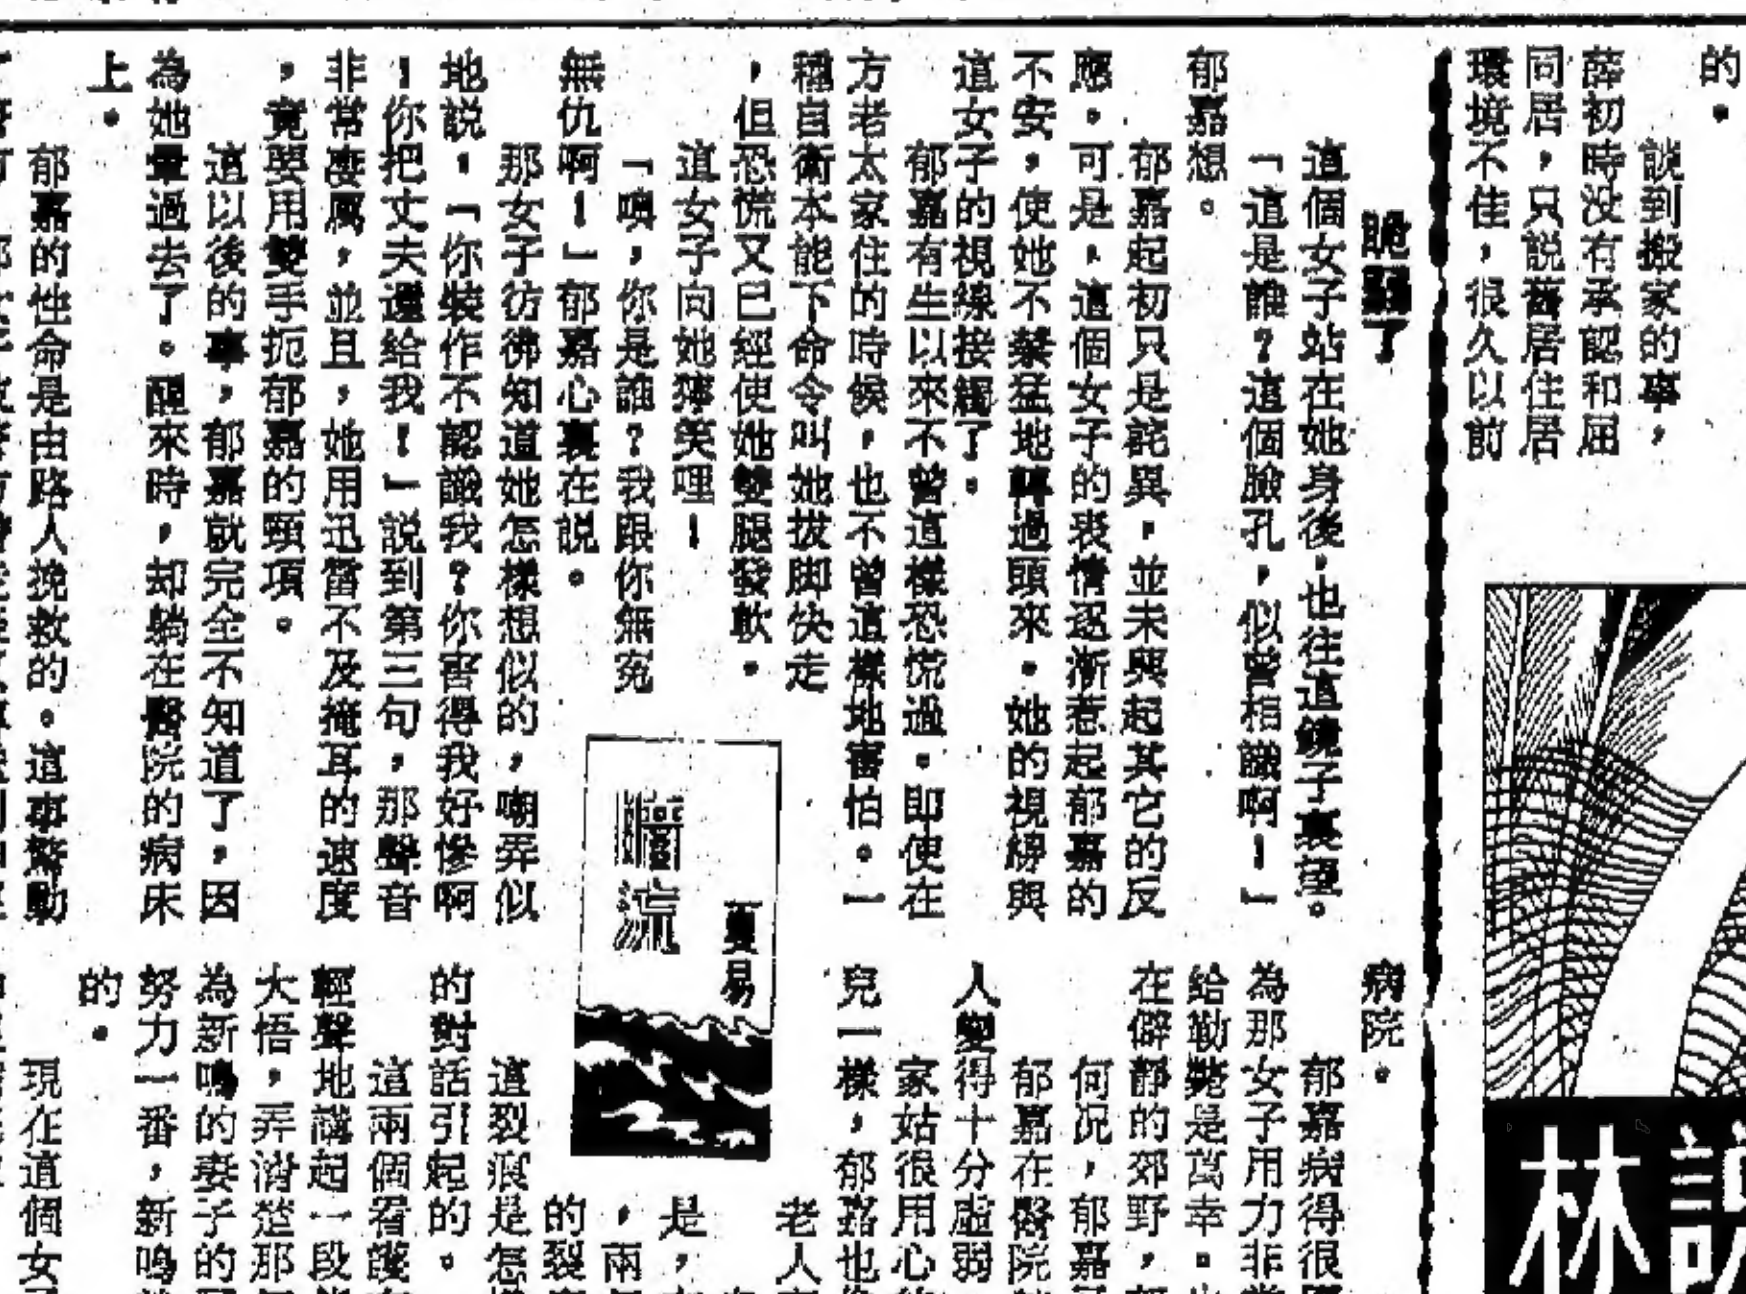 的。
談到搬家的事，
薛初時没有承認和屈
同居，只説舊居住居
環境不佳，很久以前
説林
脆弱了
這個女子站在她身後，也往這鏡子裏望。
「這是誰？這個臉孔，似曾相識啊！」
郁嘉想。
郁嘉起初只是詫異，並未興起其它的反
應。可是，這個女子的表情逐漸惹起郁嘉的
不安，使她不禁猛地轉過頭來。她的視線與
這女子的視線接觸了。
郁嘉有生以來不曾這樣恐慌過。即使在
方老太家住的時候，也不曾這樣地害怕。一
種自衛本能下命令叫她拔脚快走
，但恐慌又已經使她雙腿發軟。
這女子向她獰笑哩！
「噢，你是誰？我跟你無寃
無仇啊！」郁嘉心裏在説。
那女子彷彿知道她怎樣想似的，嘲弄似
地説，「你裝作不認識我？你害得我好慘啊
！你把丈夫還給我！」説到第三句，那聲音
非常凄厲，並且，她用迅雷不及掩耳的速度
，竟要用雙手扼郁嘉的頸項。
這以後的事，郁嘉就完全不知道了，因
為她暈過去了。醒來時，却躺在醫院的病床
上。
郁嘉的性命是由路人挽救的。這事驚動
夏易
流
病院。
郁嘉病得很
為那女子用力非常
給勒斃是萬幸。
在僻靜的郊野，
何況，郁嘉
郁嘉在醫院
人變得十分虛弱
家姑很用心
兒一樣，郁嘉也
老人
是，
，兩
的裂
這裂痕是怎
的對話引起的。
這兩個看護
輕聲地講起一段
大悟，弄清楚那
為新鳴的妻子的
努力一番，新鳴
的。
現在這個女